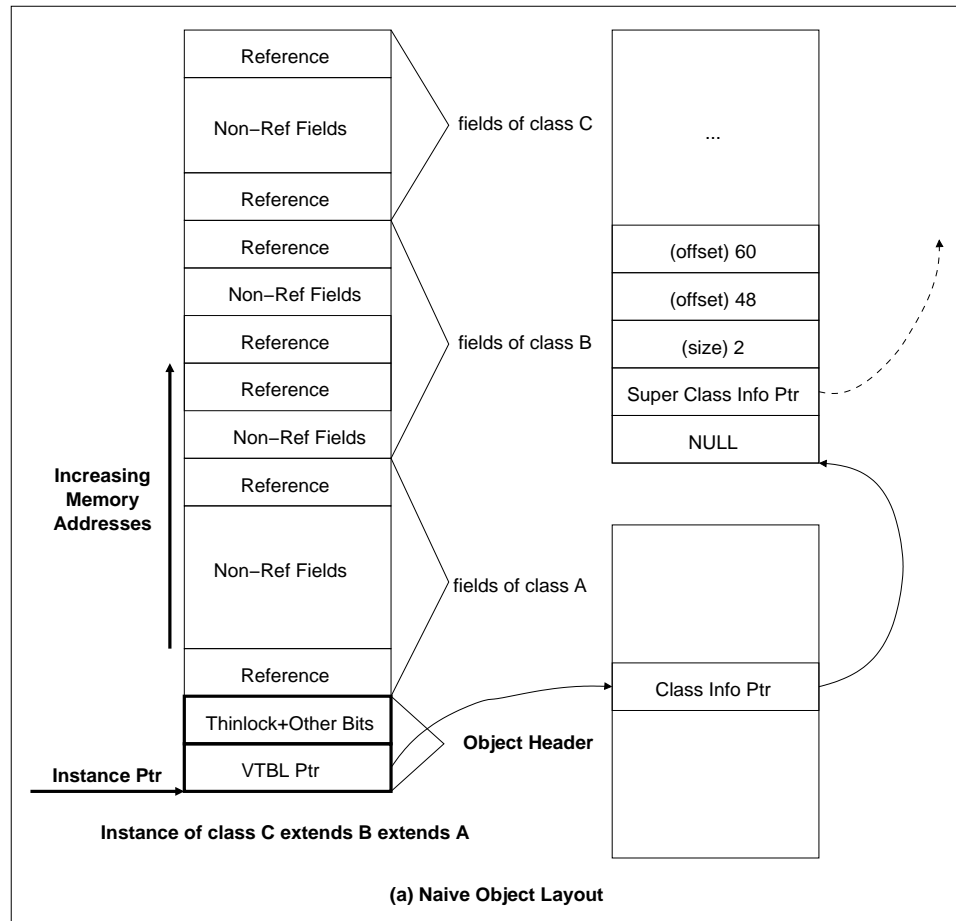 Reference
Non−Ref Fields
Reference
fields of class C
Reference
Non−Ref Fields
Reference
Reference
Non−Ref Fields
fields of class B
Reference
Non−Ref Fields
Reference
fields of class A
Thinlock+Other Bits
VTBL Ptr
Object Header
Increasing
Memory
Addresses
Instance Ptr
...
(offset) 60
(offset) 48
(size) 2
Super Class Info Ptr
NULL
Class Info Ptr
Instance of class C extends B extends A
(a) Naive Object Layout